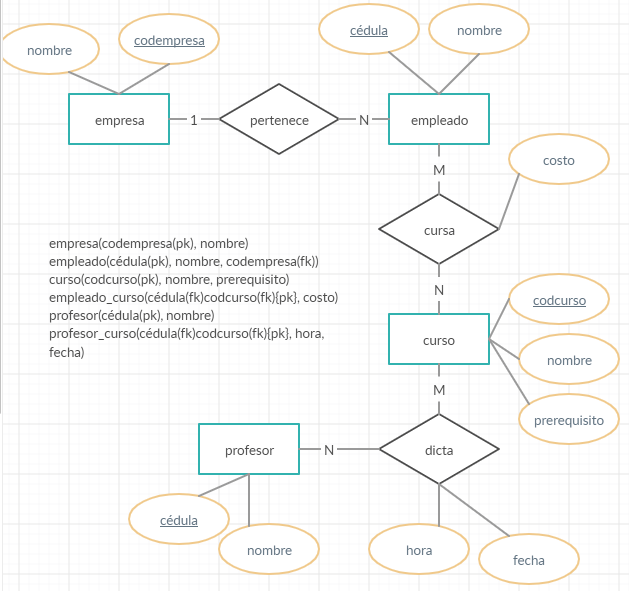 nombre
codempresa
cédula
nombre
empresa
1
pertenece
N
empleado
M
costo
cursa
empresa(codempresa(pk), nombre)
empleado(cédula(pk), nombre, codempresa(fk))
curso(codcurso(pk), nombre, prerequisito)
empleado_curso(cédula(fk)codcurso(fk){pk}, costo)
profesor(cédula(pk), nombre)
profesor_curso(cédula(fk)codcurso(fk){pk}, hora,
fecha)
N
codcurso
curso
nombre
M
prerequisito
profesor
N
dicta
cédula
nombre
hora
fecha